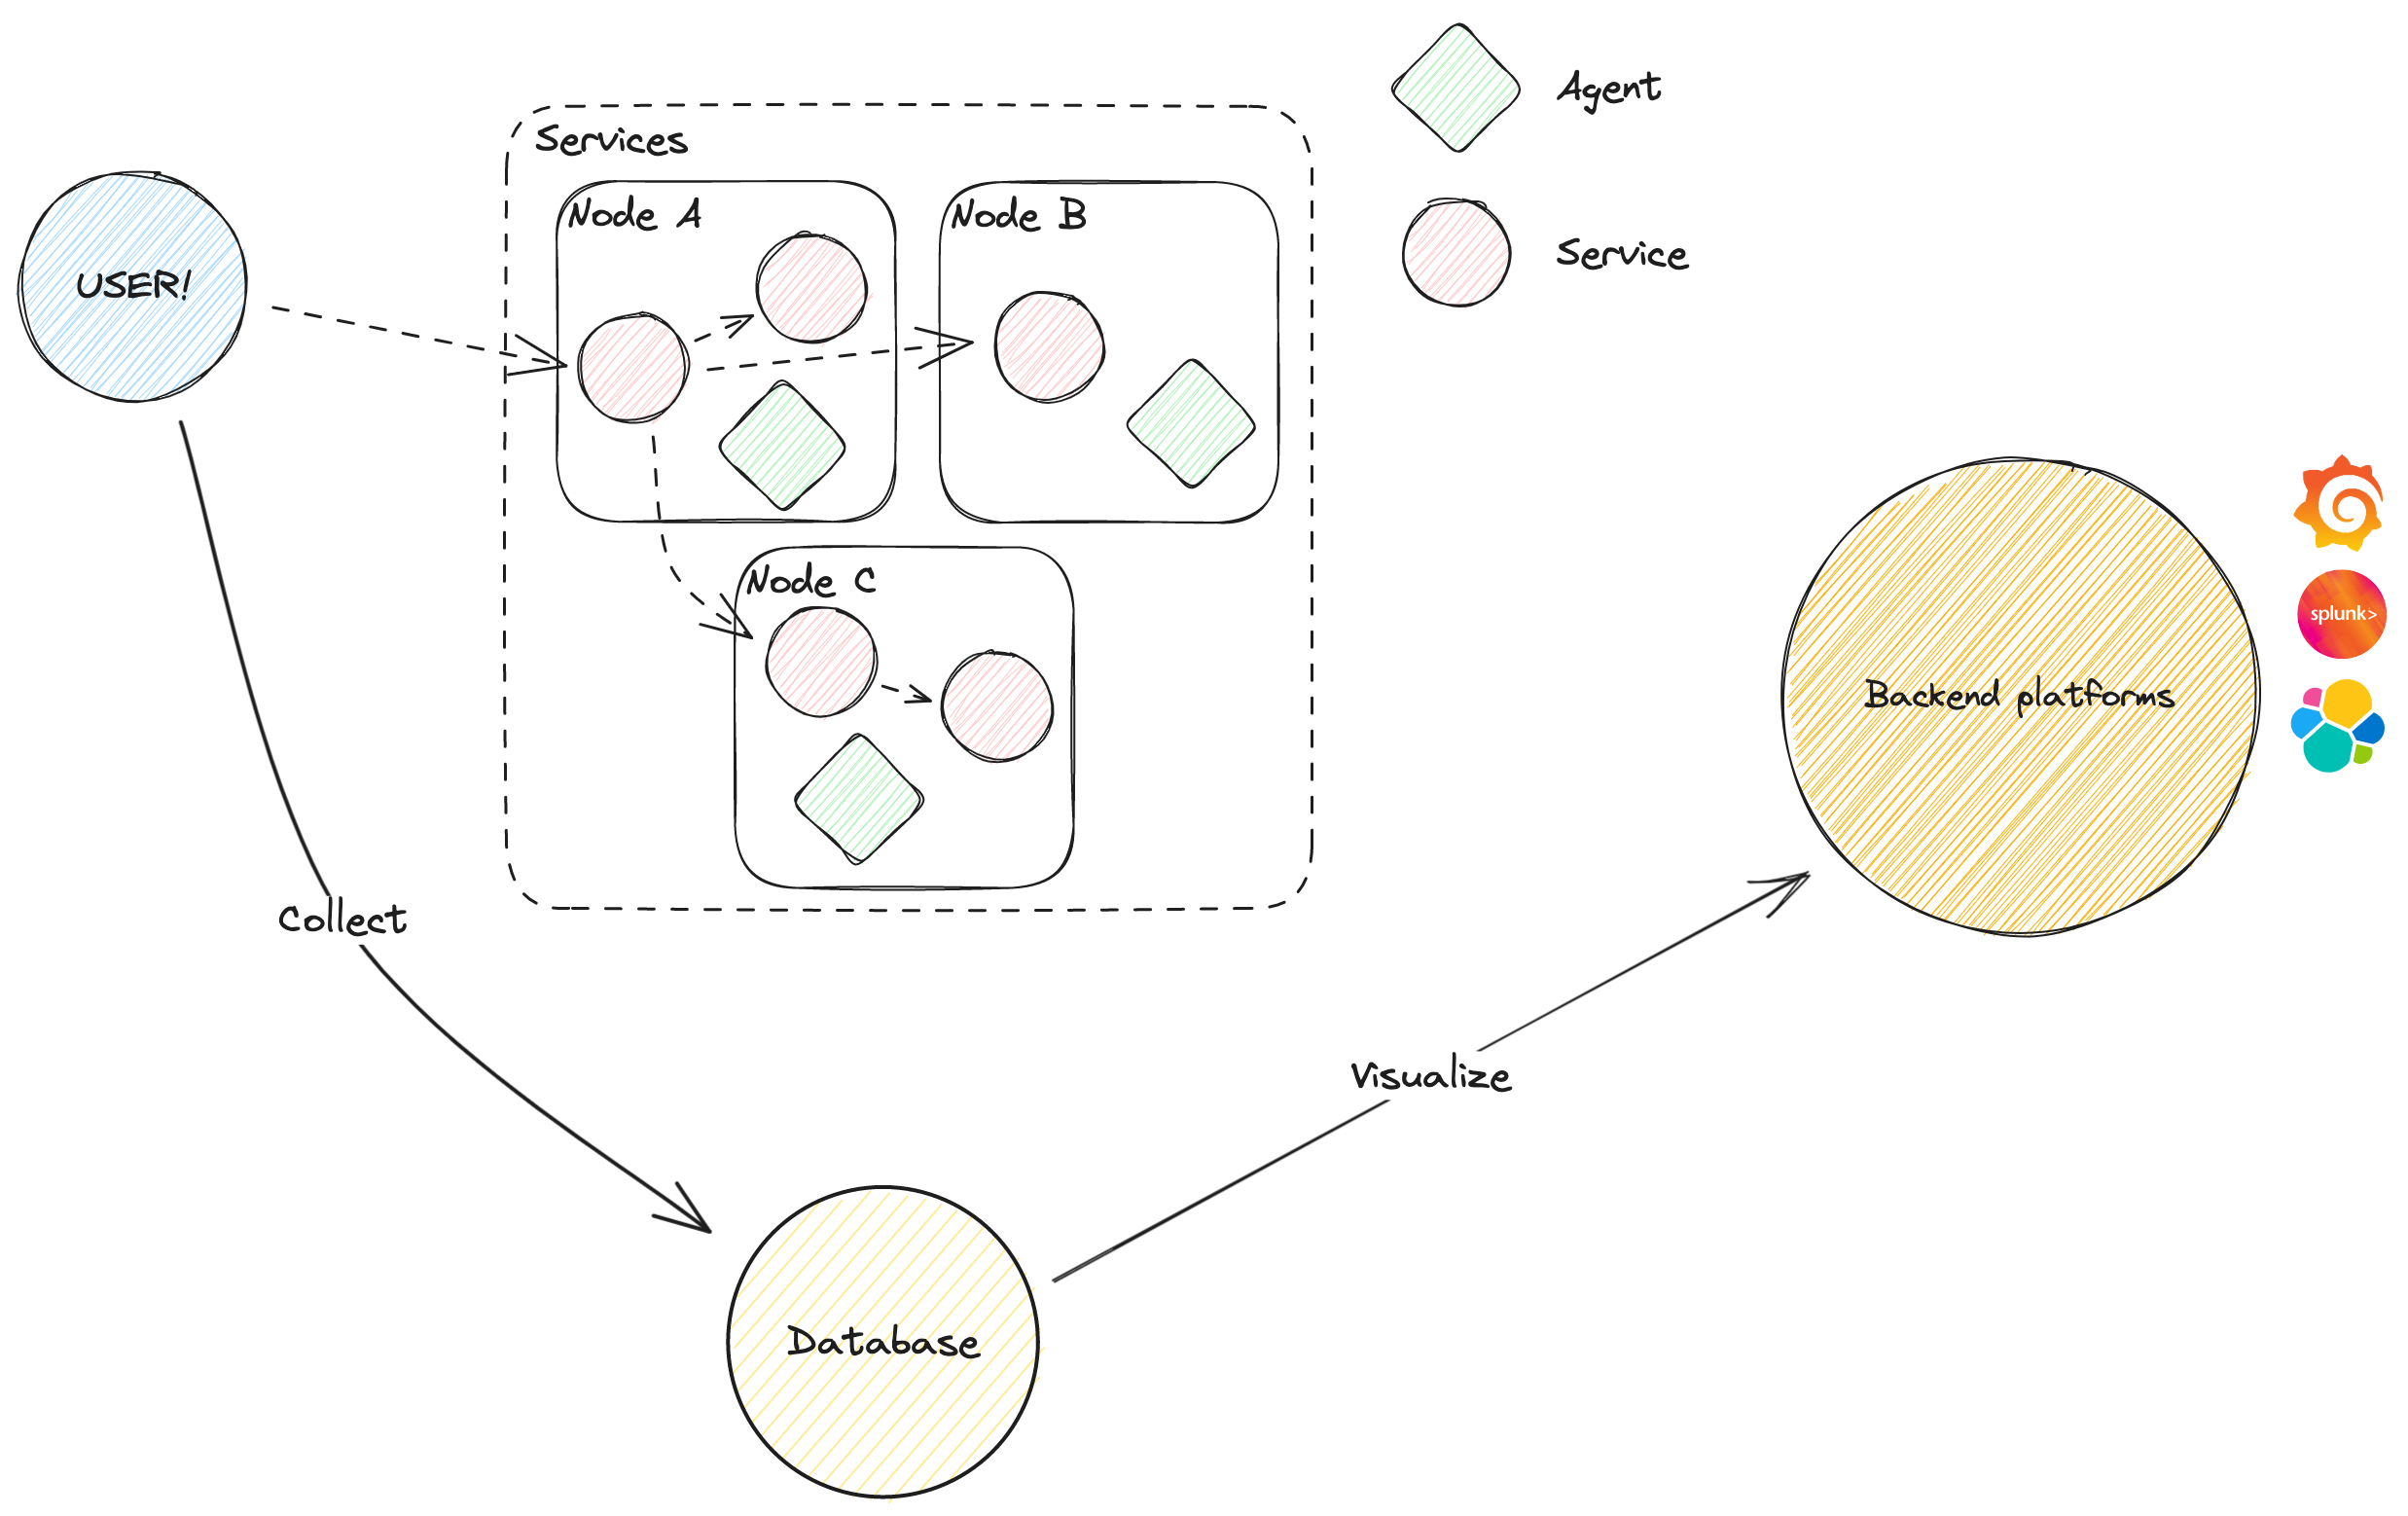 Agent
Services
Node A
Node B
USER!
Service
Node C
splunk>
Backend platforms
Collect
Visualize
Database